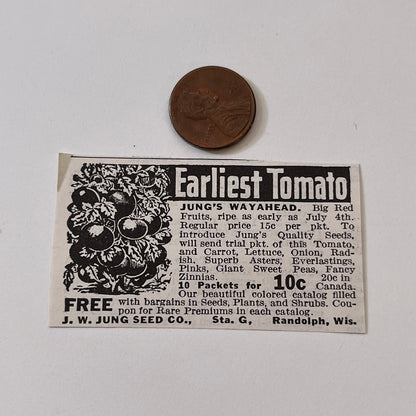 Earliest Tomato
JUNG'S WAYAHEAD. Big Red
Fruits, ripe as early as July 4th.
Regular price 15c per pkt. To
introduce Jung's Quality Seeds,
will send trial pkt. of this Tomato,
and Carrot, Lettuce, Onion, Rad-
ish, Superb Asters, Everlastings,
Pinks, Giant Sweet Peas, Fancy
Zinnias. 20c in
10 Packets for 10c Canada.
Our beautiful colored catalog filled
FREE with bargains in Seeds, Plants, and Shrubs. Cou-
pon for Rare Premiums in each catalog.
J. W. JUNG SEED CO., Sta. G, Randolph, Wis.